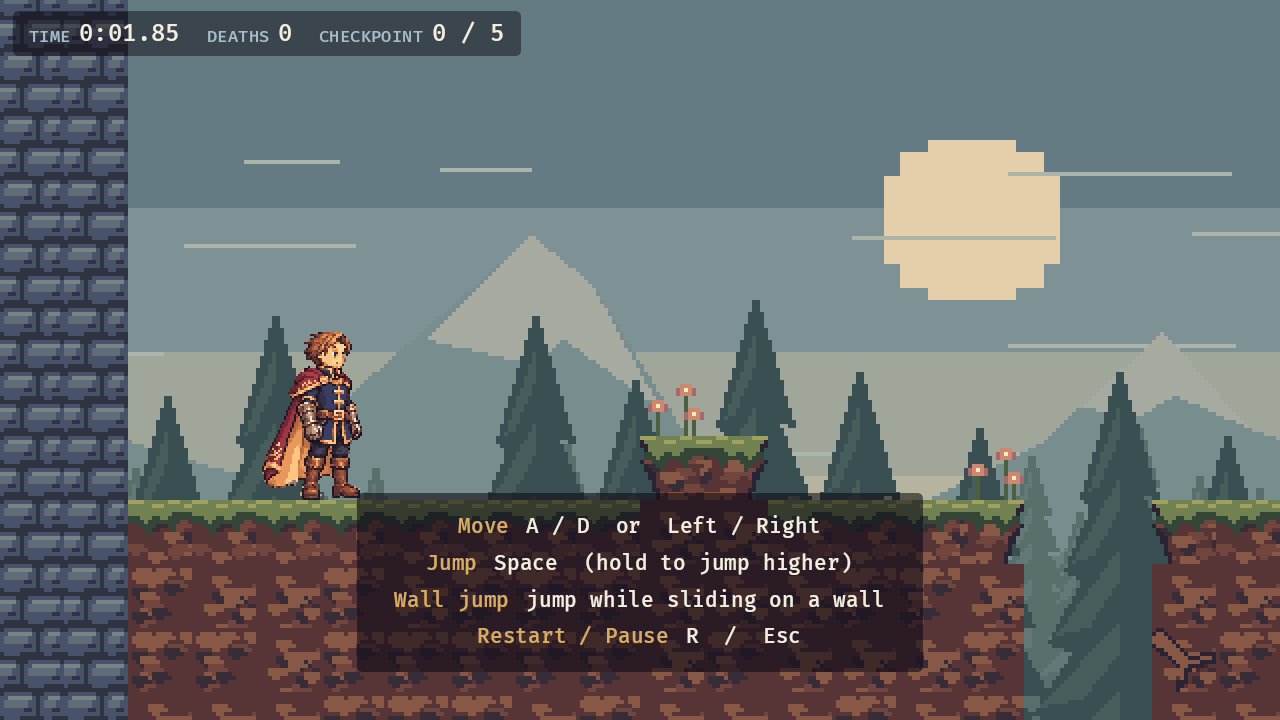 TIME 0:01.85 DEATHS 0 CHECKPOINT 0 / 5
Move A / D or Left / Right
Jump Space (hold to jump higher)
Wall jump jump while sliding on a wall
Restart / Pause R / Esc